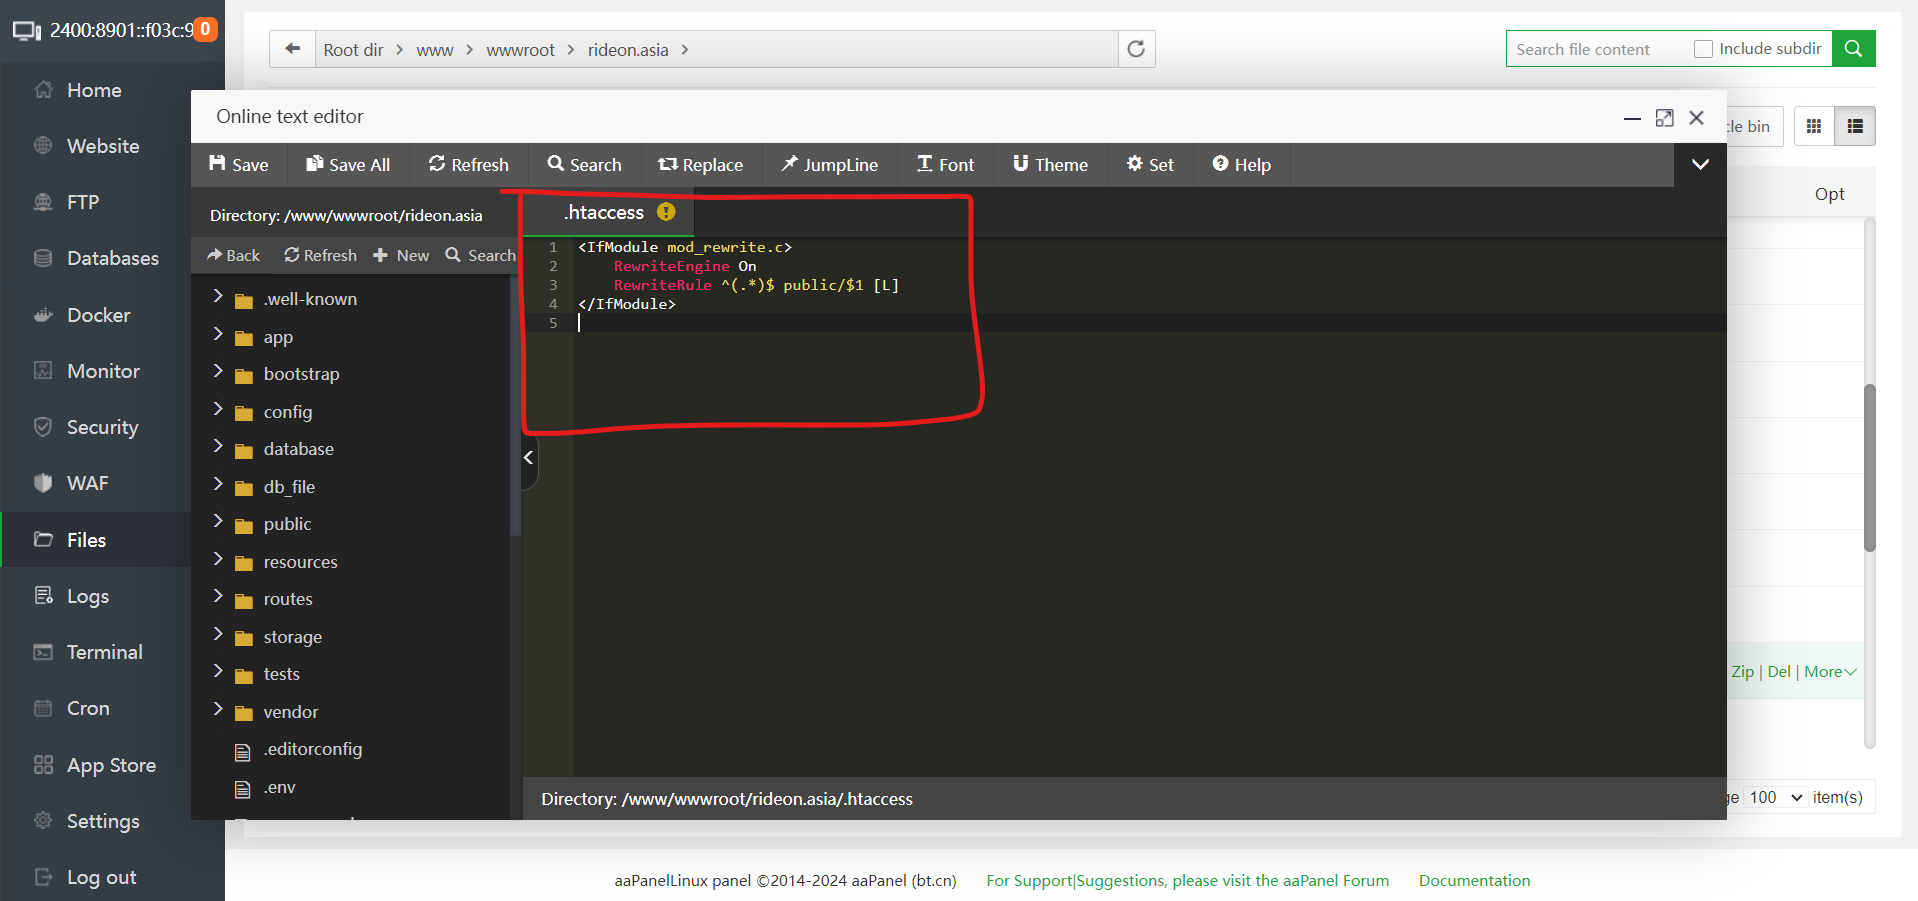 2400:8901::f03c:9
0
Home
Website
FTP
Databases
Docker
Monitor
Security
WAF
Files
Logs
Terminal
Cron
App Store
Settings
Log out
Root dir > www > wwwroot > rideon.asia >
Search file content
Include subdir
cle bin
Opt
Online text editor
Save
Save All
Refresh
Search
Replace
JumpLine
Font
Theme
Set
Help
Directory: /www/wwwroot/rideon.asia
Back
Refresh
New
Search
.well-known
app
bootstrap
config
database
db_file
public
resources
routes
storage
tests
vendor
.editorconfig
.env
.htaccess
1 <IfModule mod_rewrite.c>
2 RewriteEngine On
3 RewriteRule ^(.*)$ public/$1 [L]
4 </IfModule>
5
Directory: /www/wwwroot/rideon.asia/.htaccess
Zip | Del | More
ge 100 item(s)
aaPanelLinux panel ©2014-2024 aaPanel (bt.cn)
For Support|Suggestions, please visit the aaPanel Forum
Documentation